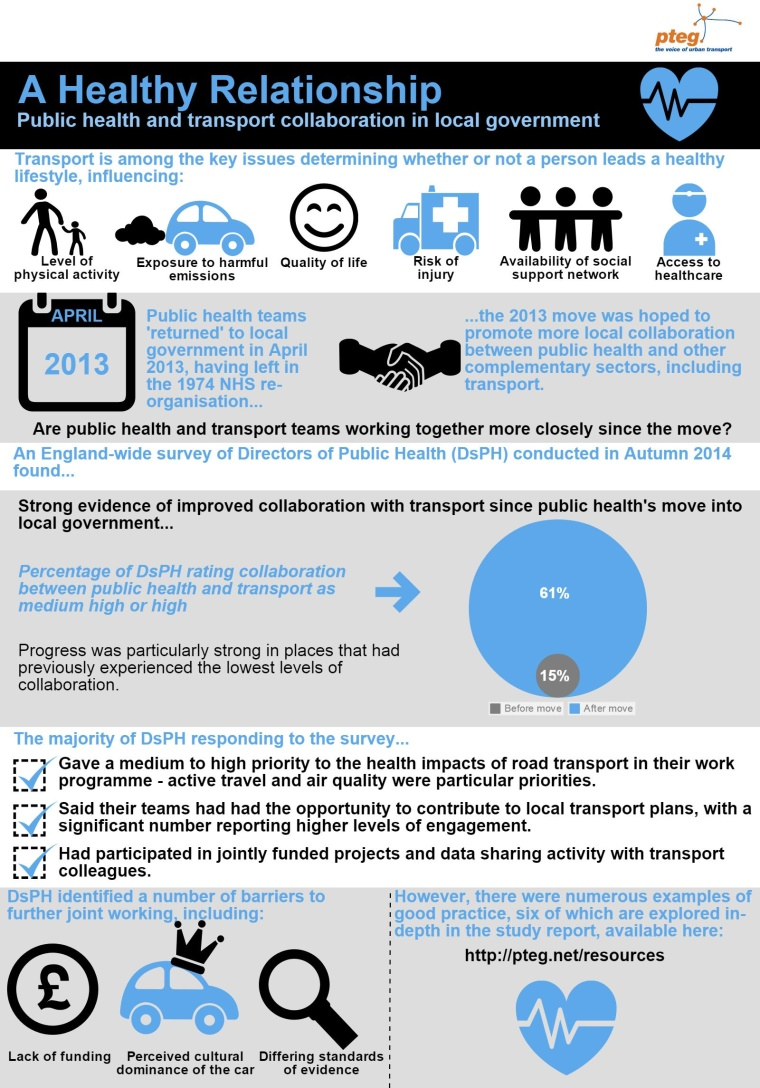 pteg
the voice of urban transport
A Healthy Relationship
Public health and transport collaboration in local government
Transport is among the key issues determining whether or not a person leads a healthy
lifestyle, influencing:
Level of
physical activity
Exposure to harmful
emissions
Quality of life
Risk of
injury
Availability of social
support network
Access to
healthcare
APRIL
2013
Public health teams
'returned' to local
government in April
2013, having left in
the 1974 NHS re-
organisation...
...the 2013 move was hoped to
promote more local collaboration
between public health and other
complementary sectors, including
transport.
Are public health and transport teams working together more closely since the move?
An England-wide survey of Directors of Public Health (DsPH) conducted in Autumn 2014
found...
Strong evidence of improved collaboration with transport since public health's move into
local government...
Percentage of DsPH rating collaboration
between public health and transport as
medium high or high
61%
15%
Before move
After move
Progress was particularly strong in places that had
previously experienced the lowest levels of
collaboration.
The majority of DsPH responding to the survey...
Gave a medium to high priority to the health impacts of road transport in their work
programme - active travel and air quality were particular priorities.
Said their teams had had the opportunity to contribute to local transport plans, with a
significant number reporting higher levels of engagement.
Had participated in jointly funded projects and data sharing activity with transport
colleagues.
DsPH identified a number of barriers to
further joint working, including:
£
Lack of funding
Perceived cultural
dominance of the car
Differing standards
of evidence
However, there were numerous examples of
good practice, six of which are explored in-
depth in the study report, available here:
http://pteg.net/resources